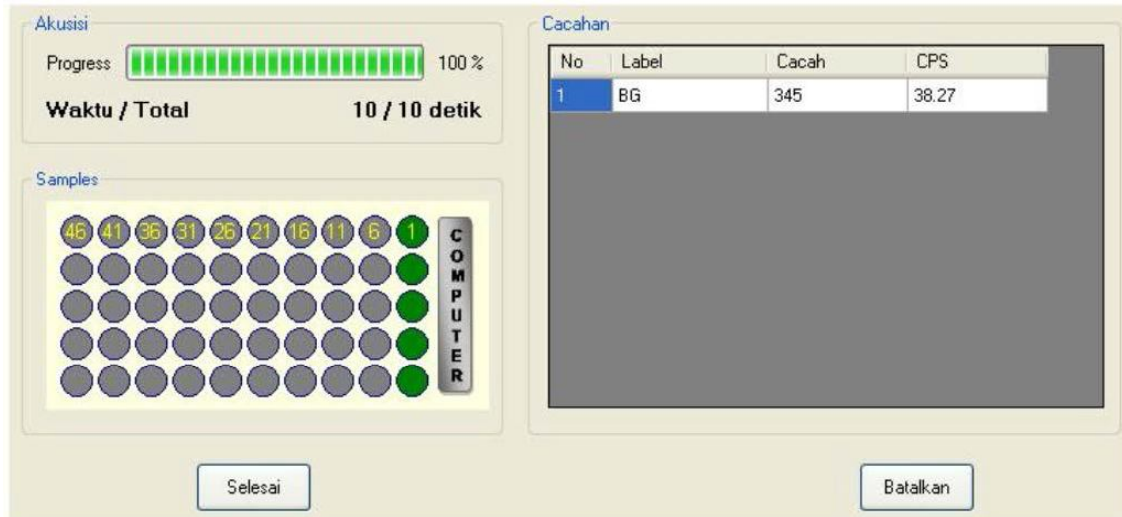 Akusisi
Progress 100 %
Waktu / Total 10 / 10 detik
Samples
46 41 36 31 26 21 16 11 6 1
COMPUTER
Selesai
Cacahan
No Label Cacah CPS
1 BG 345 38.27
Batalkan